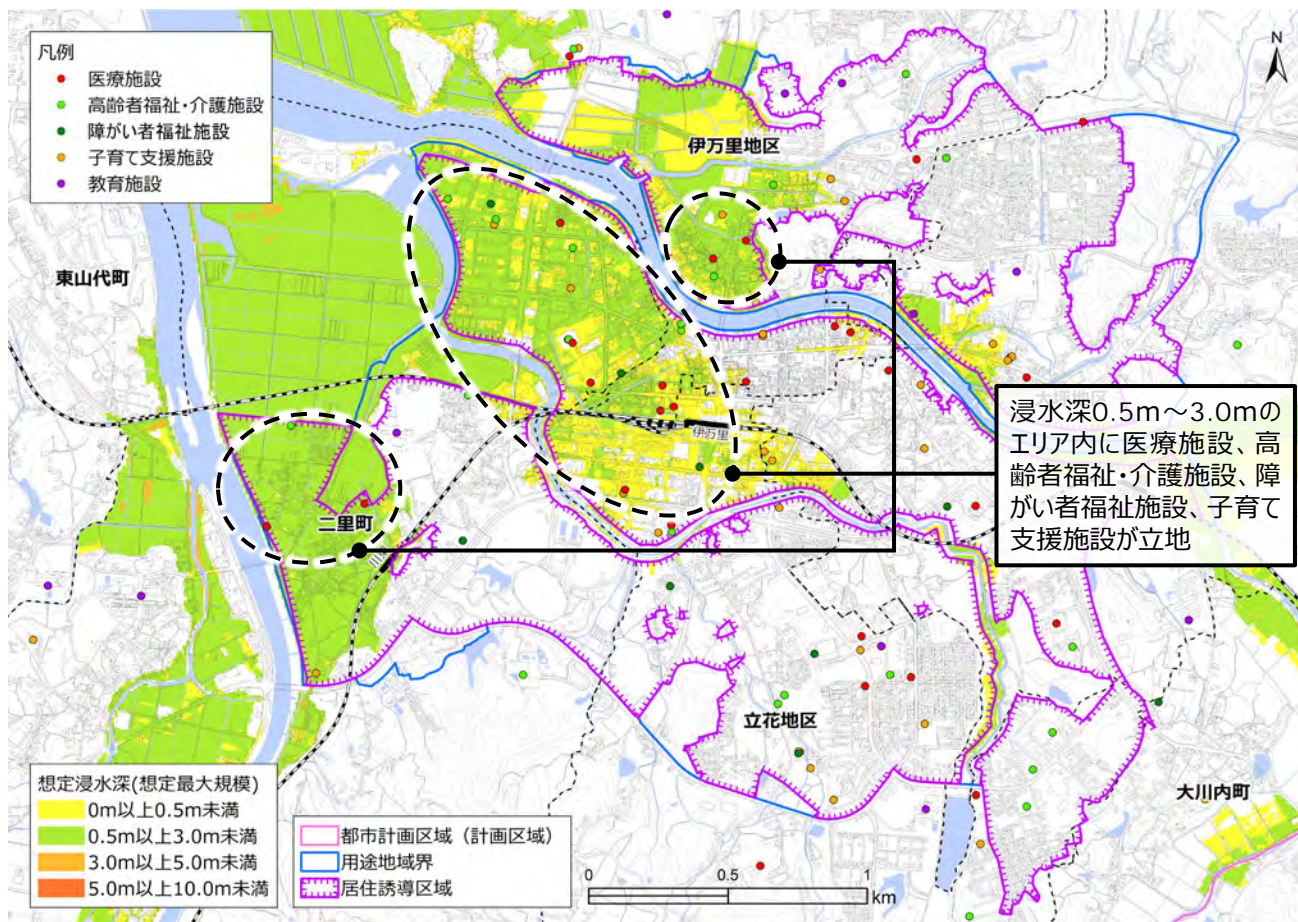 凡例
医療施設
高齢者福祉・介護施設
障がい者福祉施設
子育て支援施設
教育施設
N
伊万里地区
東山代町
伊万里
浸水深0.5m～3.0mの
エリア内に医療施設、高
齢者福祉・介護施設、障
がい者福祉施設、子育て
支援施設が立地
二里町
立花地区
大川内町
想定浸水深(想定最大規模)
0m以上0.5m未満
0.5m以上3.0m未満
3.0m以上5.0m未満
5.0m以上10.0m未満
都市計画区域（計画区域）
用途地域界
居住誘導区域
0 0.5 1
km